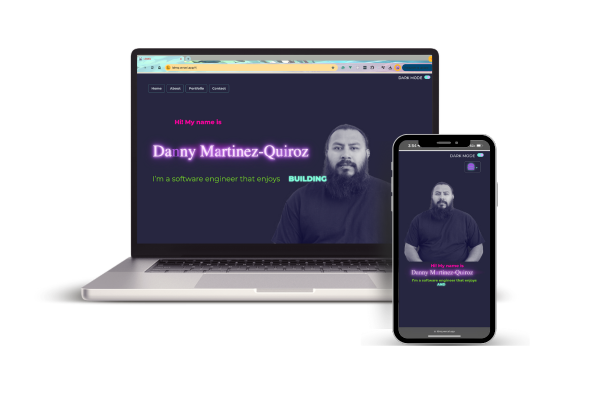 DARK MODE
Home About Portfolio Contact
Hi! My name is
Danny Martinez-Quiroz
I'm a software engineer that enjoys BUILDING
DARK MODE
Hi! My name is
Danny Martinez-Quiroz
I'm a software engineer that enjoys
AND